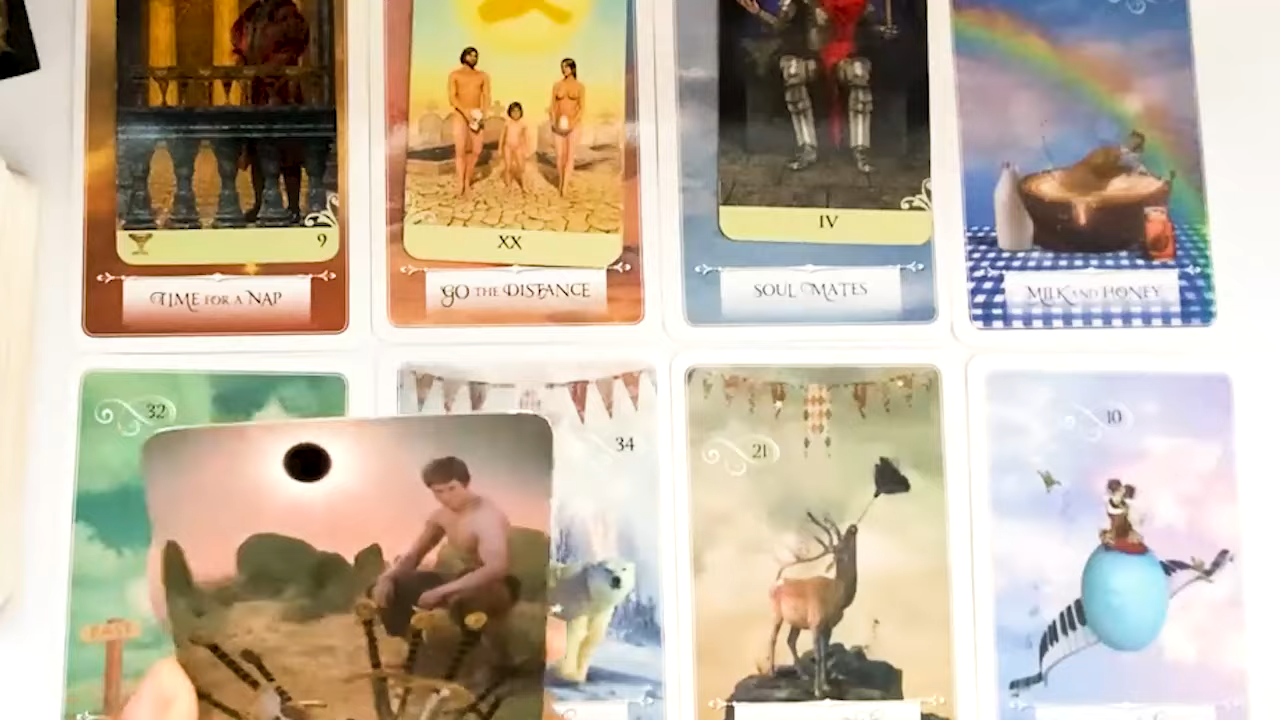 9
XX
IV
TIME FOR A NAP
GO THE DISTANCE
SOUL MATES
MILK AND HONEY
32
34
21
10